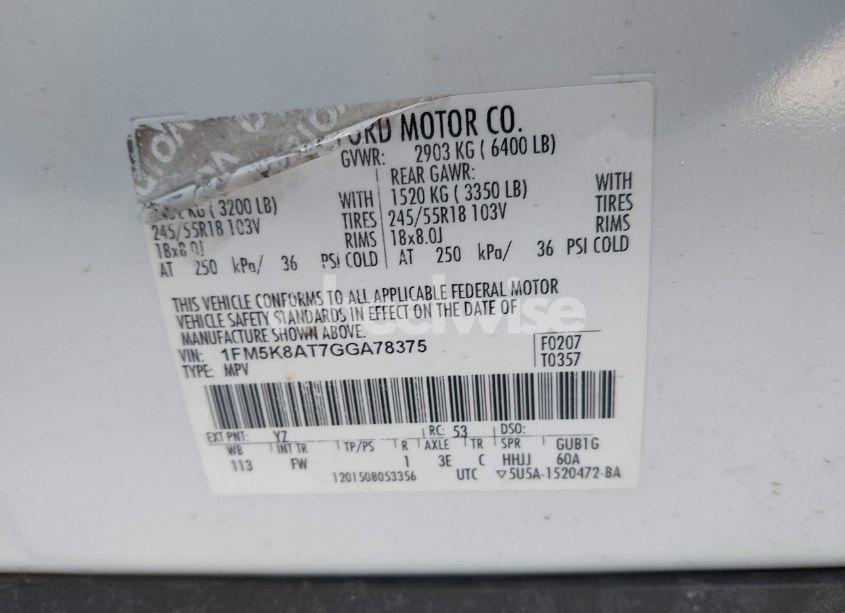 FORD MOTOR CO.
GVWR: 2903 KG ( 6400 LB)
KG ( 3200 LB)
245/55R18 103V
18x8.0J
AT 250 kPa/ 36 PSI COLD
WITH
TIRES
RIMS
REAR GAWR:
1520 KG ( 3350 LB)
245/55R18 103V
18x8.0J
AT 250 kPa/ 36 PSI COLD
WITH
TIRES
RIMS
THIS VEHICLE CONFORMS TO ALL APPLICABLE FEDERAL MOTOR
VEHICLE SAFETY STANDARDS IN EFFECT ON THE DATE OF
MANUFACTURE SHOWN ABOVE.
VIN: 1FM5K8AT7GGA78375
TYPE: MPV
F0207
T0357
EXT PNT: YZ RC: 53 DSO:
WB INT TR TP/PS R AXLE TR SPR GUB1G
113 FW 1 3E C HHJJ 60A
1201508053356 UTC ▽5U5A-1520472-BA